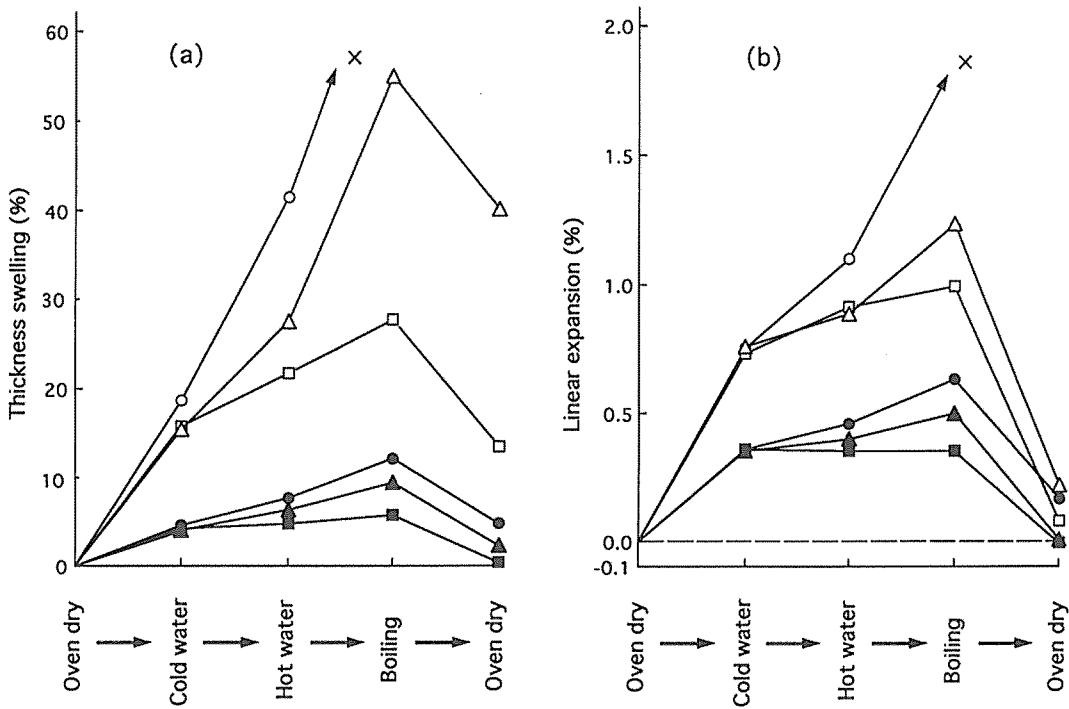 (a)
Thickness swelling (%)
60
50
40
30
20
10
0
Oven dry
Cold water
Hot water
Boiling
Oven dry
(b)
Linear expansion (%)
2.0
1.5
1.0
0.5
0.0
-0.1
Oven dry
Cold water
Hot water
Boiling
Oven dry